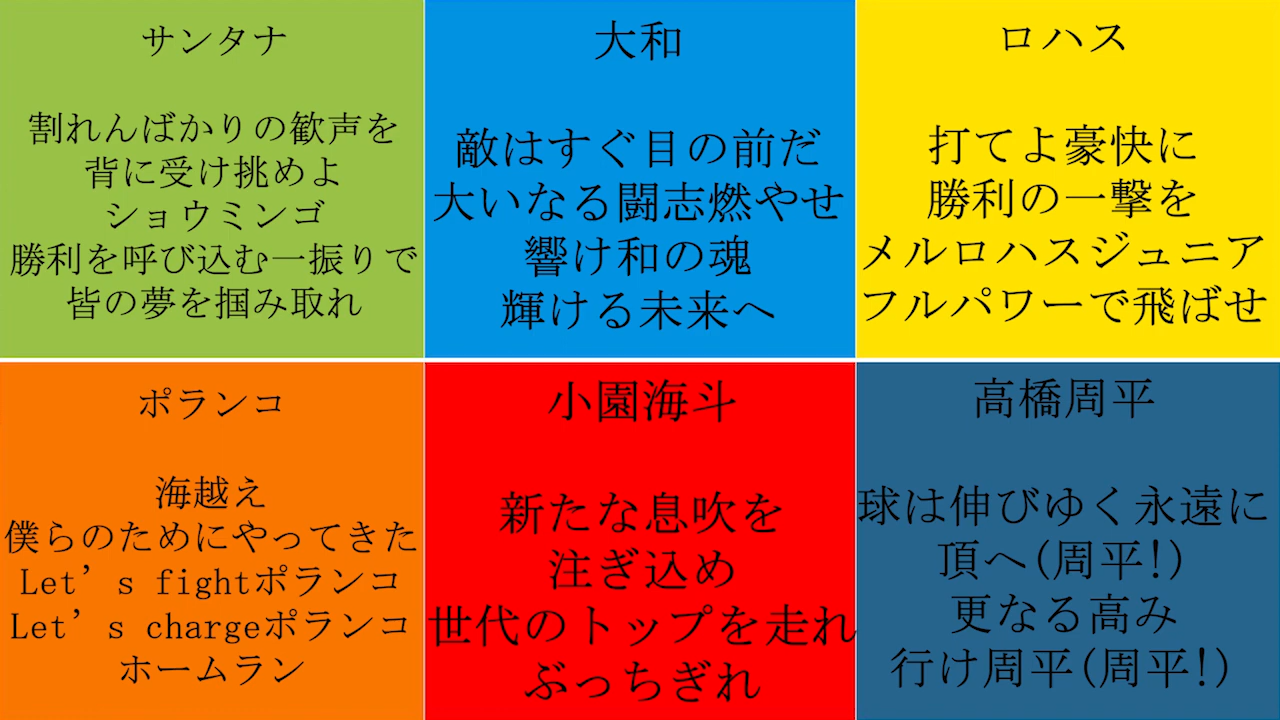 サンタナ
割れんばかりの歓声を
背に受け挑めよ
ショウミンゴ
勝利を呼び込む一振りで
皆の夢を掴み取れ
大和
敵はすぐ目の前だ
大いなる闘志燃やせ
響け和の魂
輝ける未来へ
ロハス
打てよ豪快に
勝利の一撃を
メルロハスジュニア
フルパワーで飛ばせ
ポランコ
海越え
僕らのためにやってきた
Let’s fightポランコ
Let’s chargeポランコ
ホームラン
小園海斗
新たな息吹を
注ぎ込め
世代のトップを走れ
ぶっちぎれ
高橋周平
球は伸びゆく永遠に
頂へ(周平!)
更なる高み
行け周平(周平!)